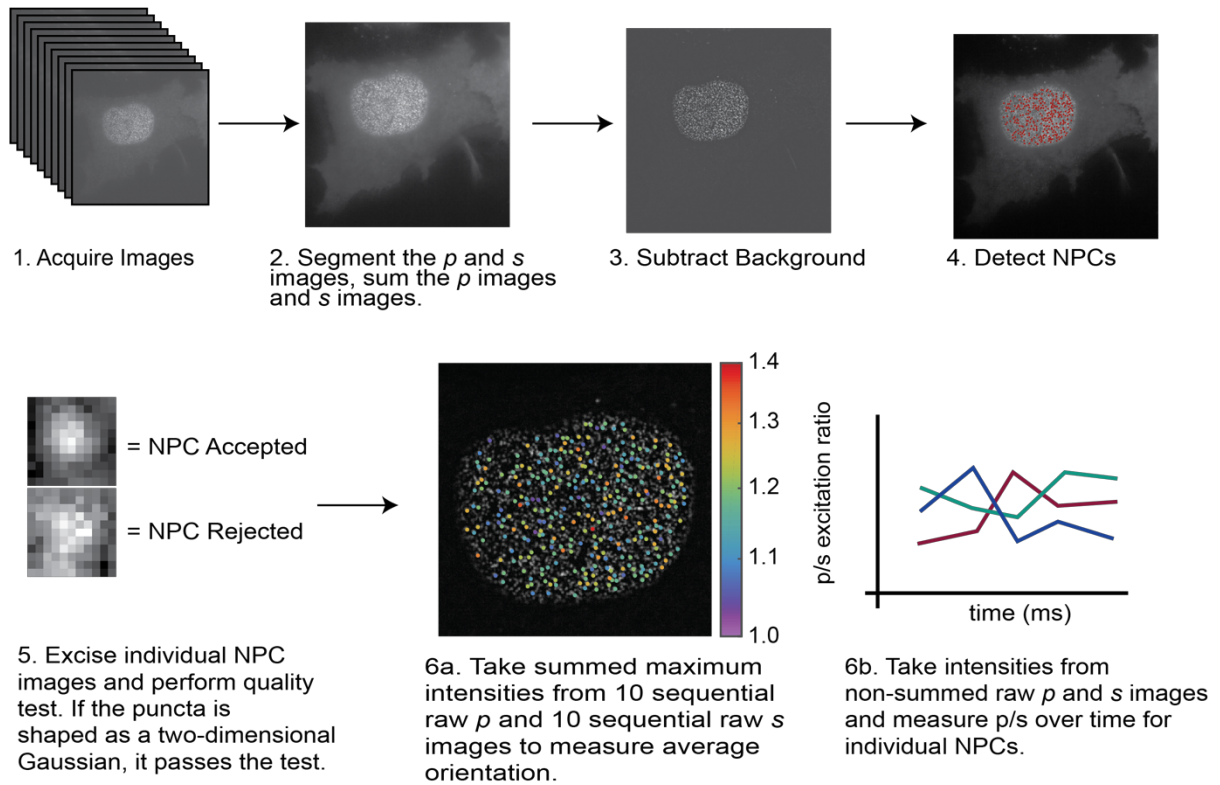 1. Acquire Images
2. Segment the p and s
images, sum the p images
and s images.
3. Subtract Background
4. Detect NPCs
= NPC Accepted
= NPC Rejected
5. Excise individual NPC
images and perform quality
test. If the puncta is
shaped as a two-dimensional
Gaussian, it passes the test.
1.4
1.3
1.2
1.1
1.0
6a. Take summed maximum
intensities from 10 sequential
raw p and 10 sequential raw s
images to measure average
orientation.
p/s excitation ratio
time (ms)
6b. Take intensities from
non-summed raw p and s images
and measure p/s over time for
individual NPCs.